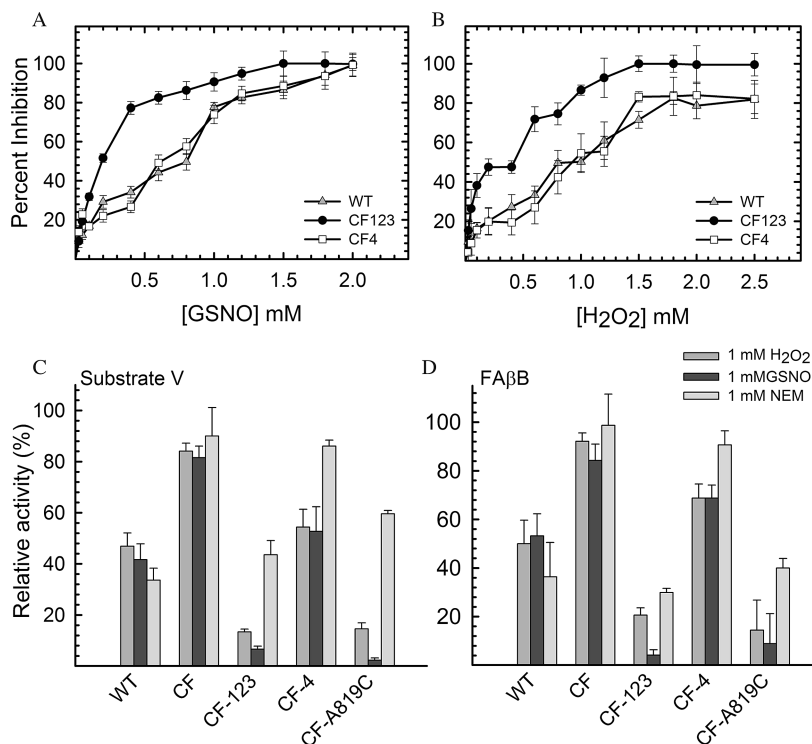 A
B
Percent Inhibition
100
80
60
40
20
WT
CF123
CF4
0.5
1.0
1.5
2.0
[GSNO] mM
100
80
60
40
20
WT
CF123
CF4
0.5
1.0
1.5
2.0
2.5
[H₂O₂] mM
C
Substrate V
D
FAβB
1 mM H₂O₂
1 mMGSNO
1 mM NEM
Relative activity (%)
100
80
60
40
20
WT
CF
CF-123
CF-4
CF-A819C
100
80
60
40
20
WT
CF
CF-123
CF-4
CF-A819C